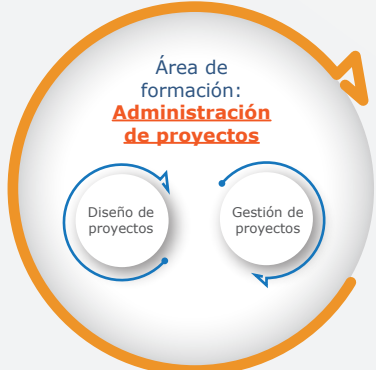 Área de
formación:
Administración
de proyectos
Diseño de
proyectos
Gestión de
proyectos